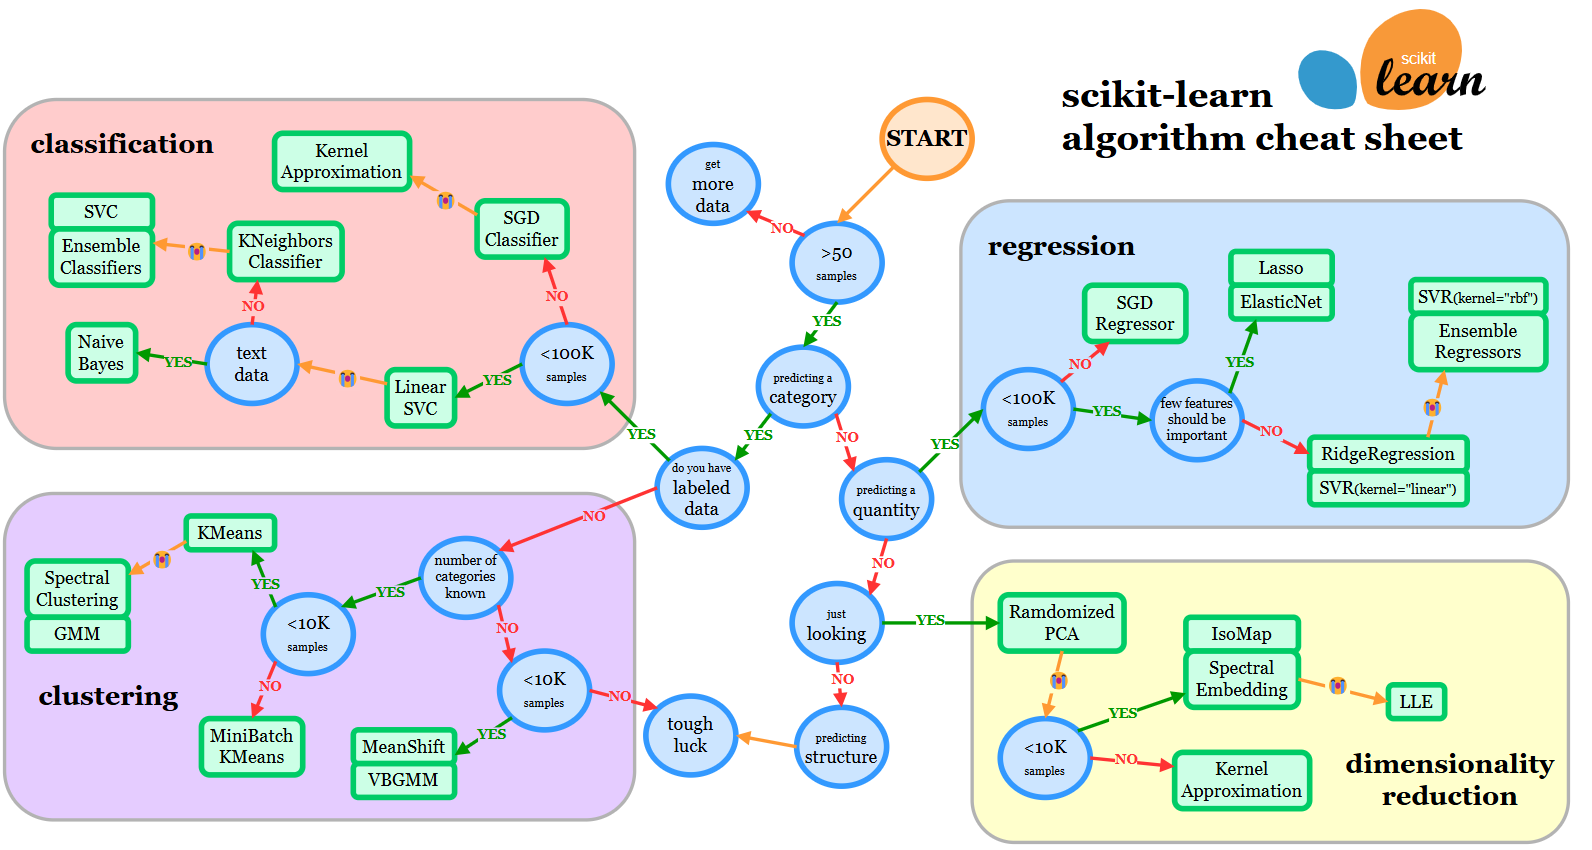 scikit
learn
scikit-learn
algorithm cheat sheet
START
get
more
data
NO
>50
samples
YES
predicting a
category
YES
NO
do you have
labeled
data
YES
NO
predicting a
quantity
YES
NO
just
looking
YES
NO
predicting
structure
tough
luck
classification
Kernel
Approximation
SVC
Ensemble
Classifiers
KNeighbors
Classifier
SGD
Classifier
NO
NO
Naive
Bayes
YES
text
data
Linear
SVC
YES
<100K
samples
regression
SGD
Regressor
Lasso
ElasticNet
SVR(kernel="rbf")
Ensemble
Regressors
NO
YES
<100K
samples
YES
few features
should be
important
NO
RidgeRegression
SVR(kernel="linear")
clustering
KMeans
Spectral
Clustering
GMM
YES
<10K
samples
YES
number of
categories
known
NO
NO
MiniBatch
KMeans
<10K
samples
NO
YES
MeanShift
VBGMM
dimensionality
reduction
Ramdomized
PCA
IsoMap
Spectral
Embedding
LLE
YES
<10K
samples
NO
Kernel
Approximation